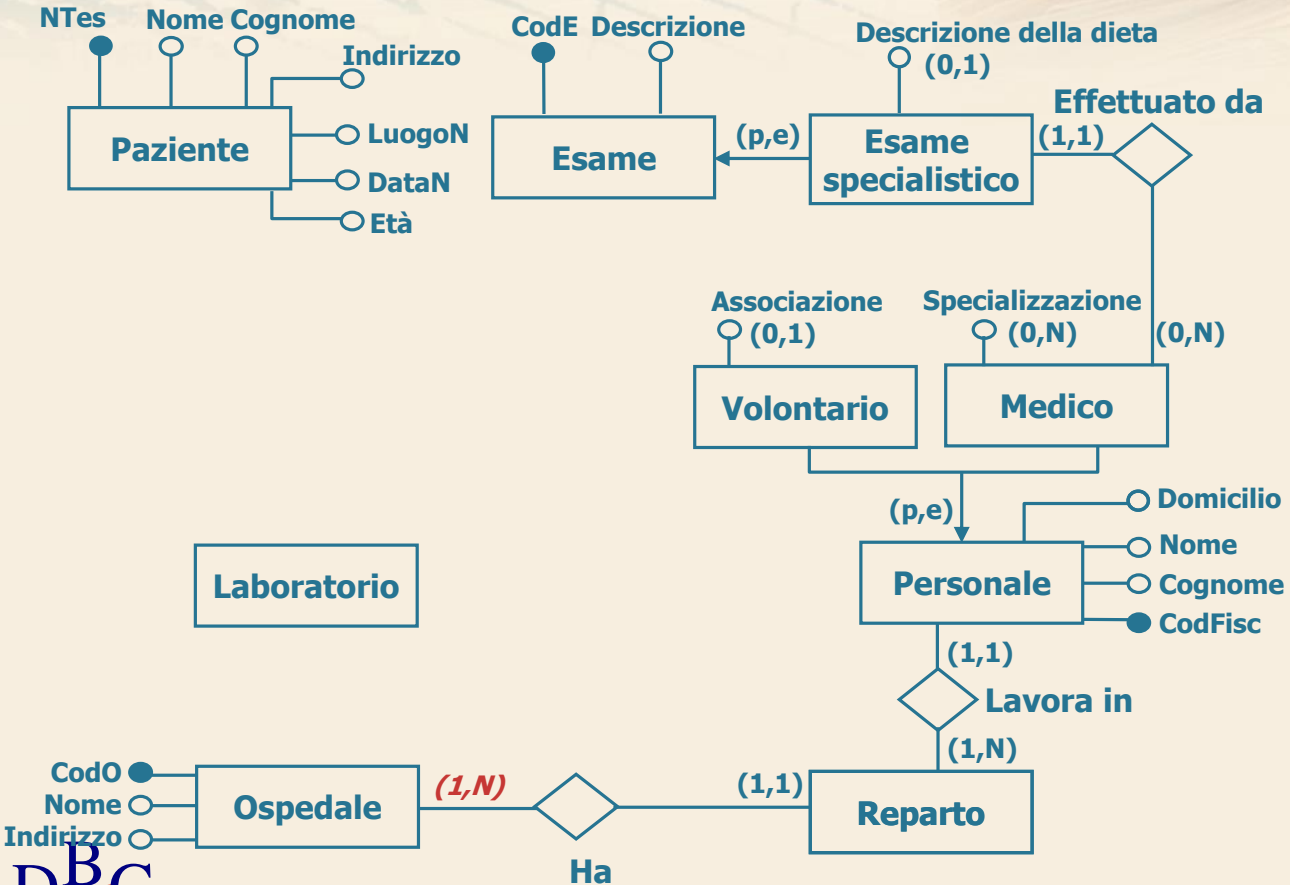 NTes Nome Cognome
Indirizzo
Paziente
LuogoN
DataN
Età
CodE Descrizione
Esame
(p,e)
Descrizione della dieta
(0,1)
Esame
specialistico
Effettuato da
(1,1)
(0,N)
Associazione
(0,1)
Volontario
Specializzazione
(0,N)
Medico
(p,e)
Domicilio
Nome
Cognome
CodFisc
Personale
Laboratorio
(1,1)
Lavora in
(1,N)
CodO
Nome
Indirizzo
Ospedale
(1,N)
Ha
(1,1)
Reparto
DBG